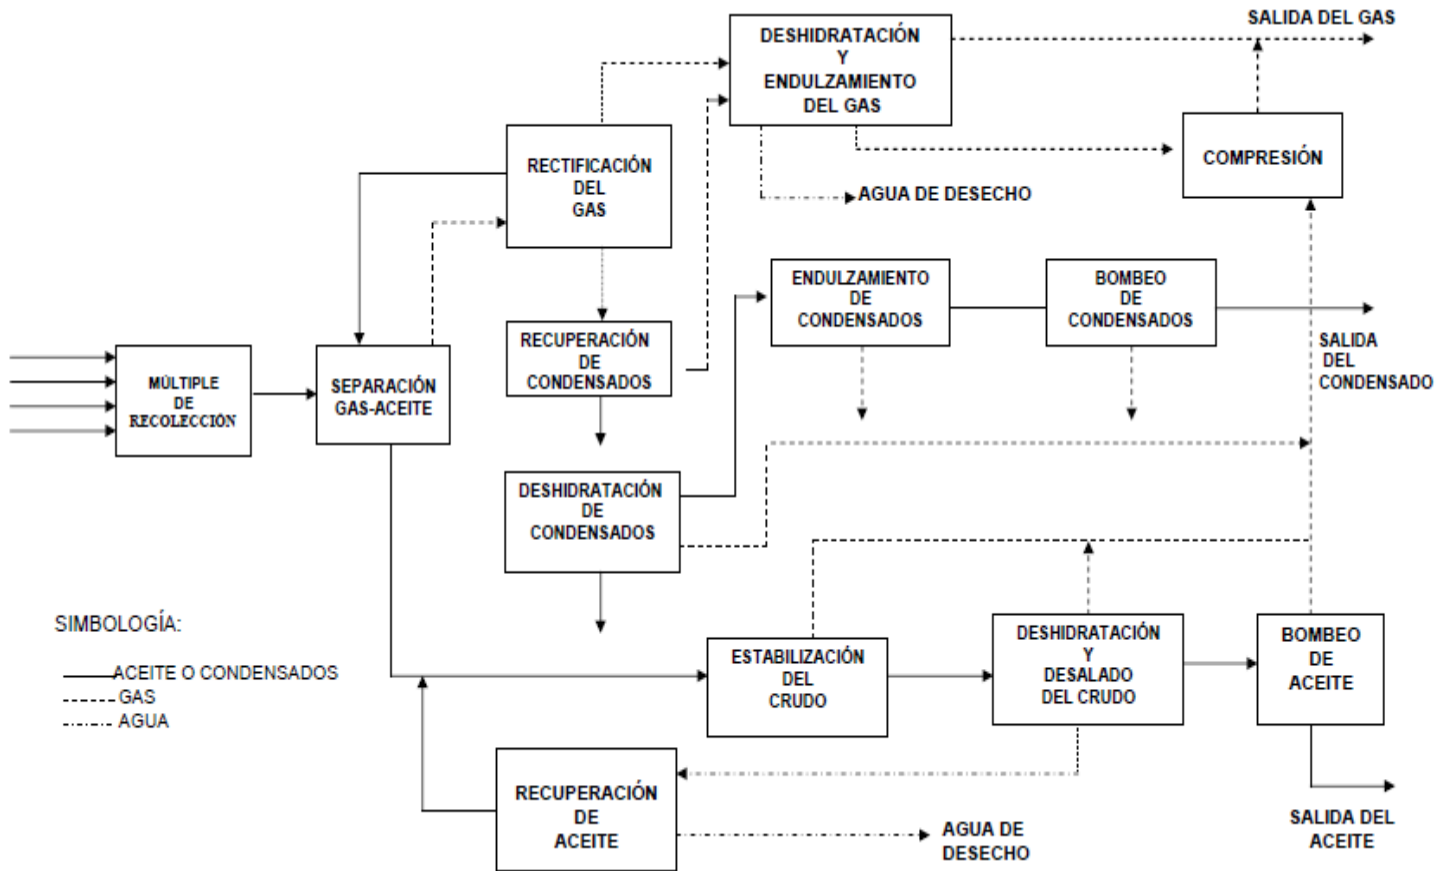 SALIDA DEL GAS
DESHIDRATACIÓN
Y
ENDULZAMIENTO
DEL GAS
COMPRESIÓN
RECTIFICACIÓN
DEL
GAS
AGUA DE DESECHO
ENDULZAMIENTO
DE
CONDENSADOS
BOMBEO
DE
CONDENSADOS
SALIDA
DEL
CONDENSADO
RECUPERACIÓN
DE
CONDENSADOS
MÚLTIPLE
DE
RECOLECCIÓN
SEPARACIÓN
GAS-ACEITE
DESHIDRATACIÓN
DE
CONDENSADOS
SIMBOLOGÍA:
ACEITE O CONDENSADOS
GAS
AGUA
ESTABILIZACIÓN
DEL
CRUDO
DESHIDRATACIÓN
Y
DESALADO
DEL CRUDO
BOMBEO
DE
ACEITE
RECUPERACIÓN
DE
ACEITE
AGUA DE
DESECHO
SALIDA DEL
ACEITE